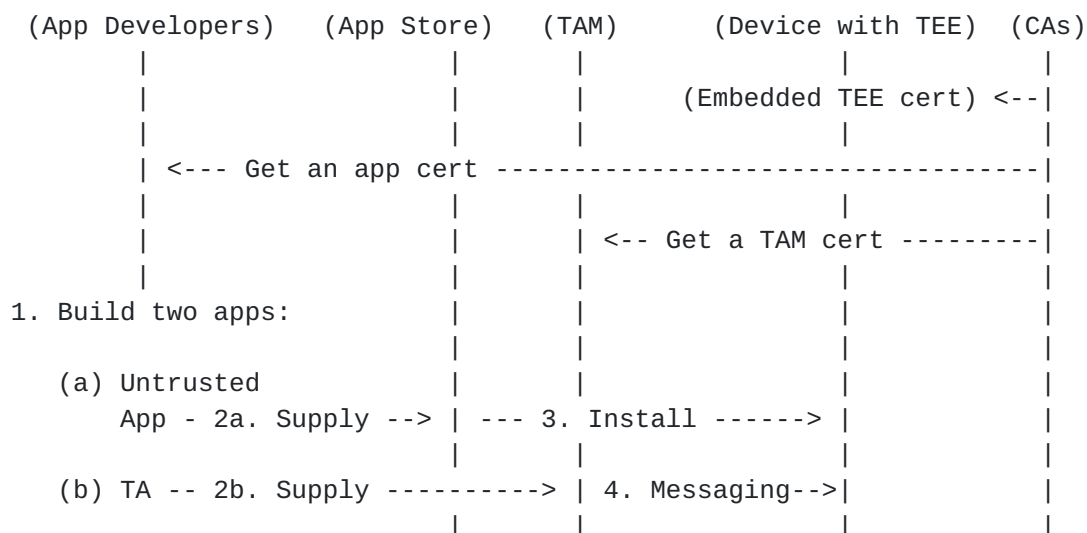 (App Developers)   (App Store)   (TAM)      (Device with TEE)  (CAs)
        |                   |       |                |            |
        |                   |       |      (Embedded TEE cert) <--|
        |                   |       |                |            |
        | <--- Get an app cert -----------------------------------|
        |                   |       |                |            |
        |                   |       | <-- Get a TAM cert ---------|
        |                   |       |                |            |
1. Build two apps:          |       |                |            |
                            |       |                |            |
   (a) Untrusted            |       |                |            |
       App - 2a. Supply --> | --- 3. Install ------> |            |
                            |       |                |            |
   (b) TA -- 2b. Supply ----------> | 4. Messaging-->|            |
                            |       |                |            |